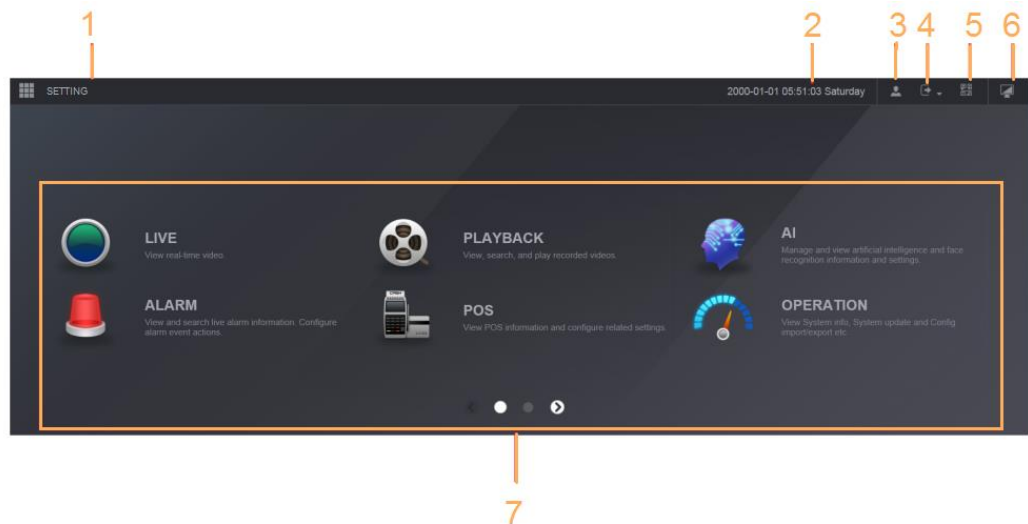 1 2 3 4 5 6
SETTING 2000-01-01 05:51:03 Saturday
LIVE
View real-time video.
PLAYBACK
View, search, and play recorded videos.
AI
Manage and view artificial intelligence and face
recognition information and settings.
ALARM
View and search live alarm information. Configure
alarm event actions.
POS
View POS information and configure related settings.
OPERATION
View System info, System update and Config
import/export etc
7